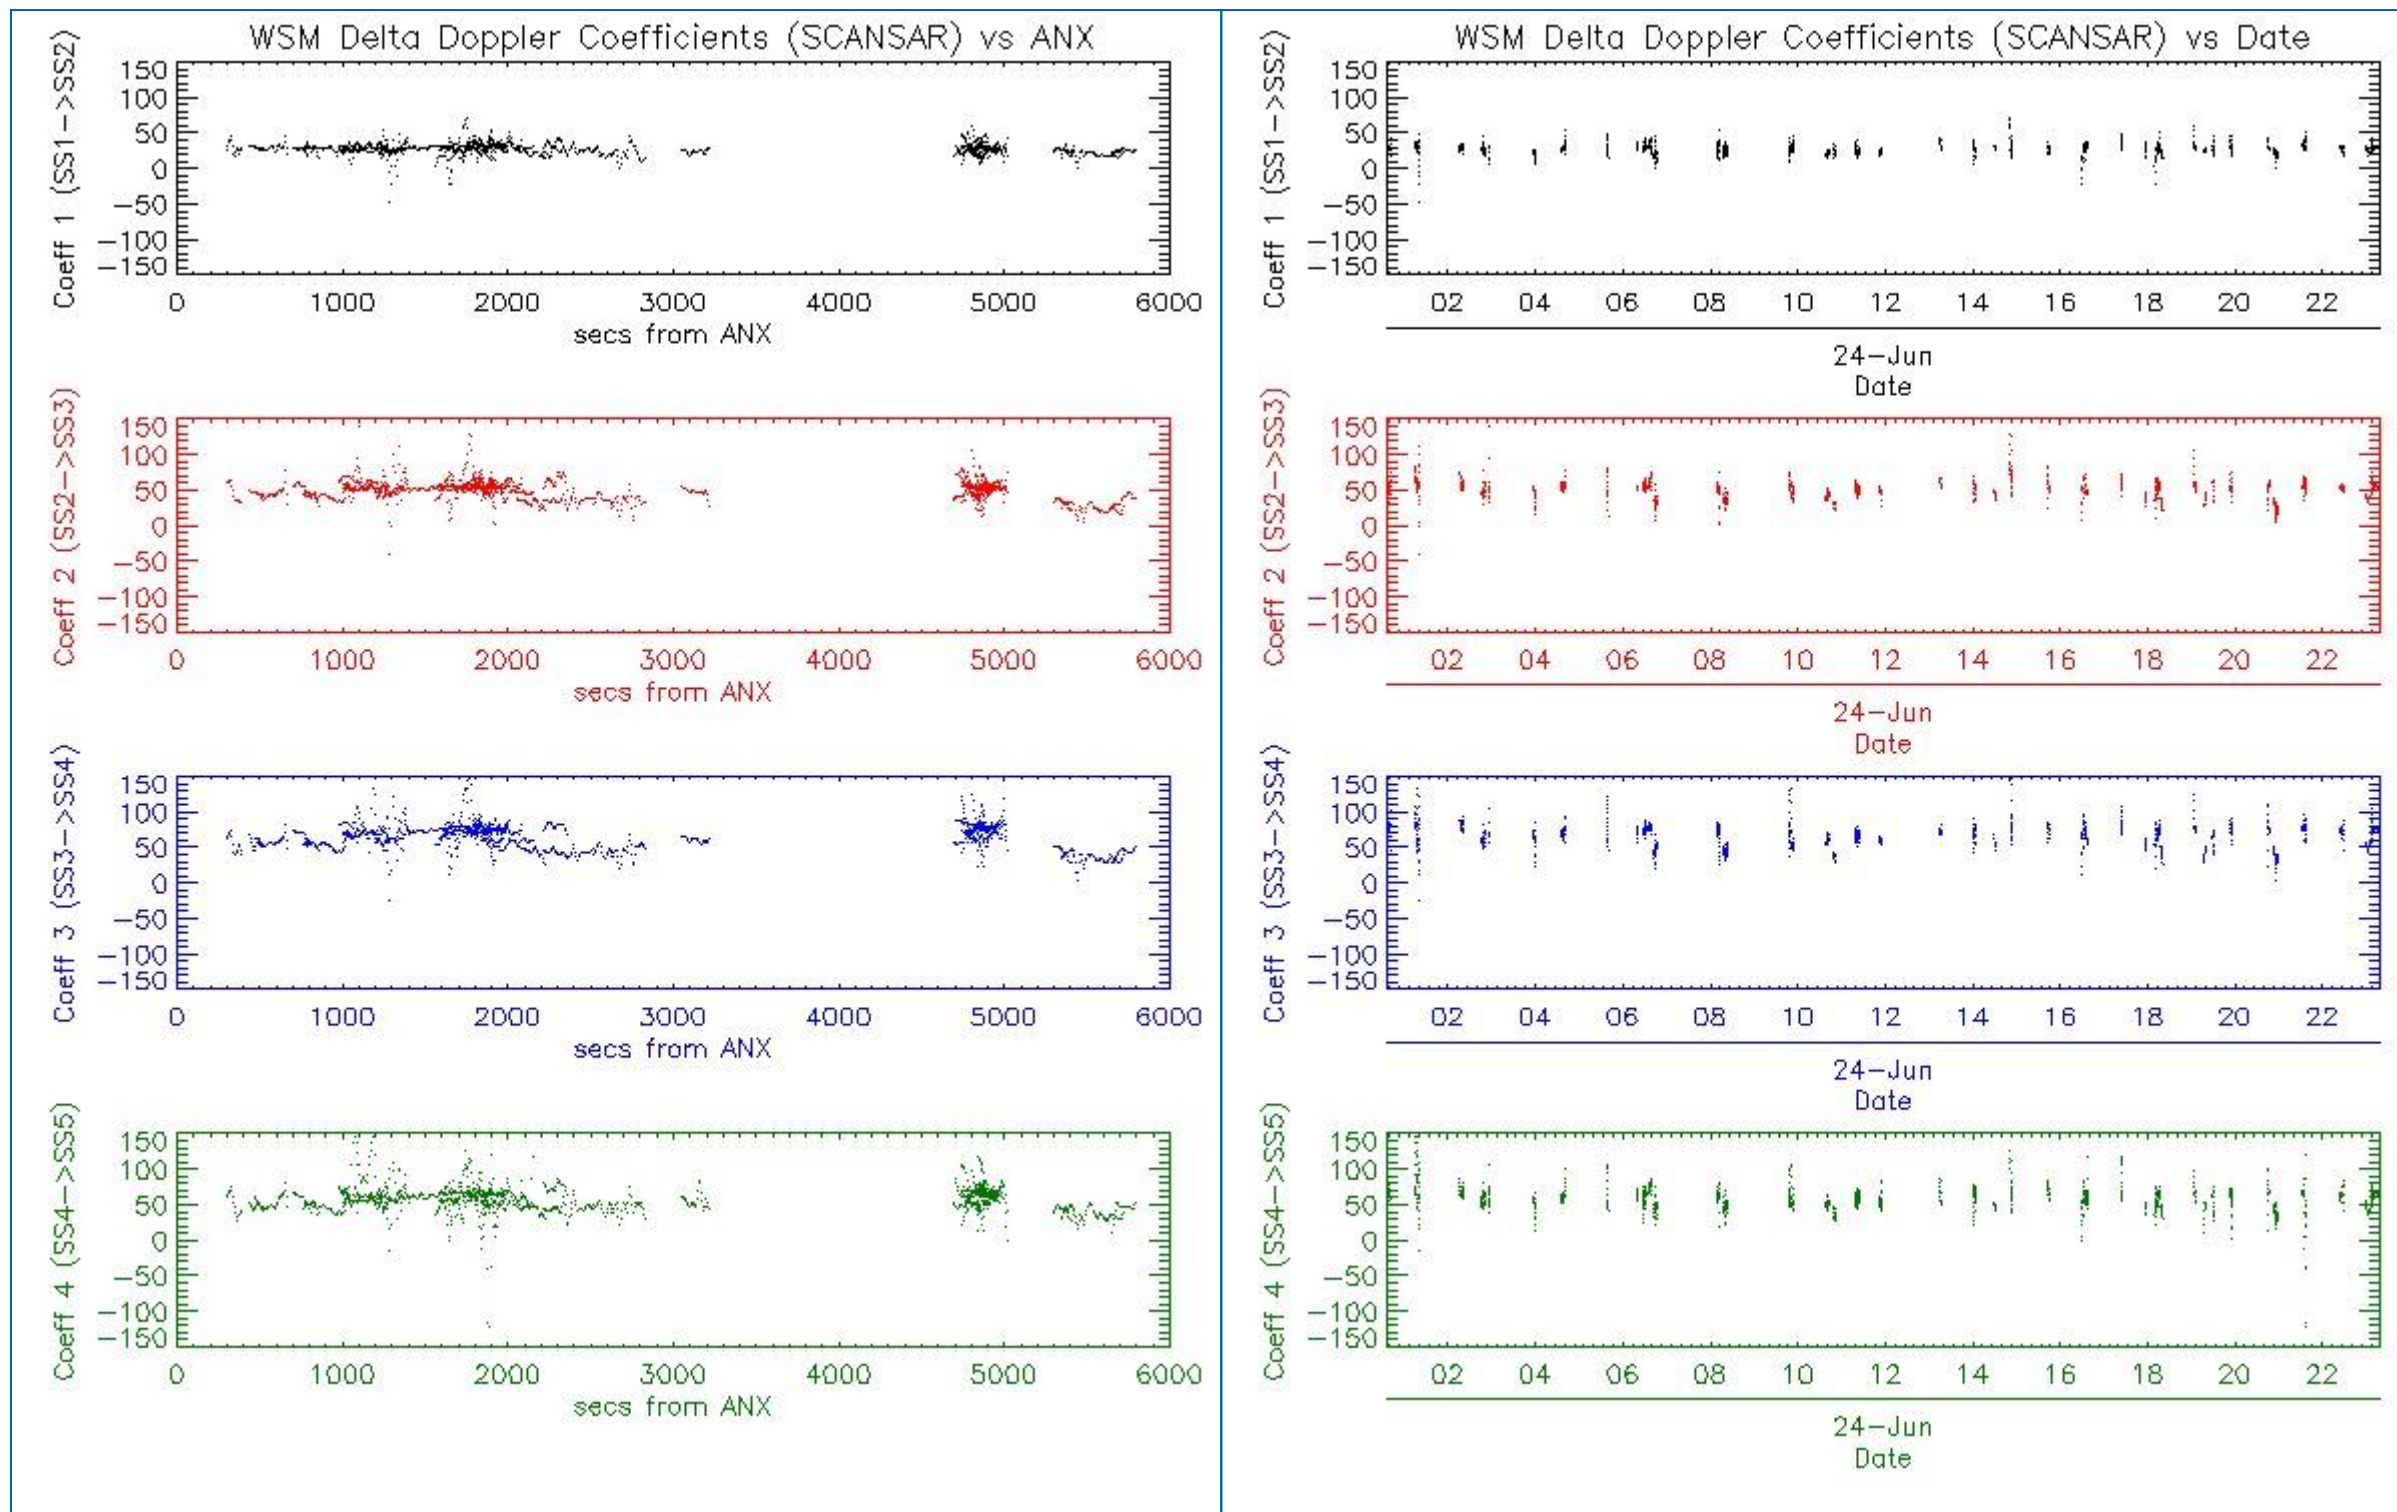 WSM Delta Doppler Coefficients (SCANSAR) vs ANX
Coeff 1 (SS1->SS2)
150
100
50
0
-50
-100
-150
0 1000 2000 3000 4000 5000 6000
secs from ANX
Coeff 2 (SS2->SS3)
150
100
50
0
-50
-100
-150
0 1000 2000 3000 4000 5000 6000
secs from ANX
Coeff 3 (SS3->SS4)
150
100
50
0
-50
-100
-150
0 1000 2000 3000 4000 5000 6000
secs from ANX
Coeff 4 (SS4->SS5)
150
100
50
0
-50
-100
-150
0 1000 2000 3000 4000 5000 6000
secs from ANX
WSM Delta Doppler Coefficients (SCANSAR) vs Date
Coeff 1 (SS1->SS2)
150
100
50
0
-50
-100
-150
02 04 06 08 10 12 14 16 18 20 22
24-Jun
Date
Coeff 2 (SS2->SS3)
150
100
50
0
-50
-100
-150
02 04 06 08 10 12 14 16 18 20 22
24-Jun
Date
Coeff 3 (SS3->SS4)
150
100
50
0
-50
-100
-150
02 04 06 08 10 12 14 16 18 20 22
24-Jun
Date
Coeff 4 (SS4->SS5)
150
100
50
0
-50
-100
-150
02 04 06 08 10 12 14 16 18 20 22
24-Jun
Date